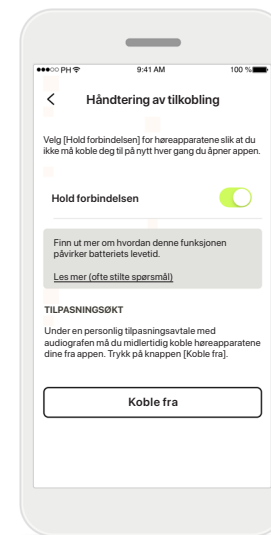 ●●●○○ PH 9:41 AM 100 %
Håndtering av tilkobling
Velg [Hold forbindelsen] for høreapparatene slik at du
ikke må koble deg til på nytt hver gang du åpner appen.
Hold forbindelsen
Finn ut mer om hvordan denne funksjonen
påvirker batteriets levetid.
Les mer (ofte stilte spørsmål)
TILPASNINGSØKT
Under en personlig tilpasningsavtale med
audiografen må du midlertidig koble høreapparatene
dine fra appen. Trykk på knappen [Koble fra].
Koble fra